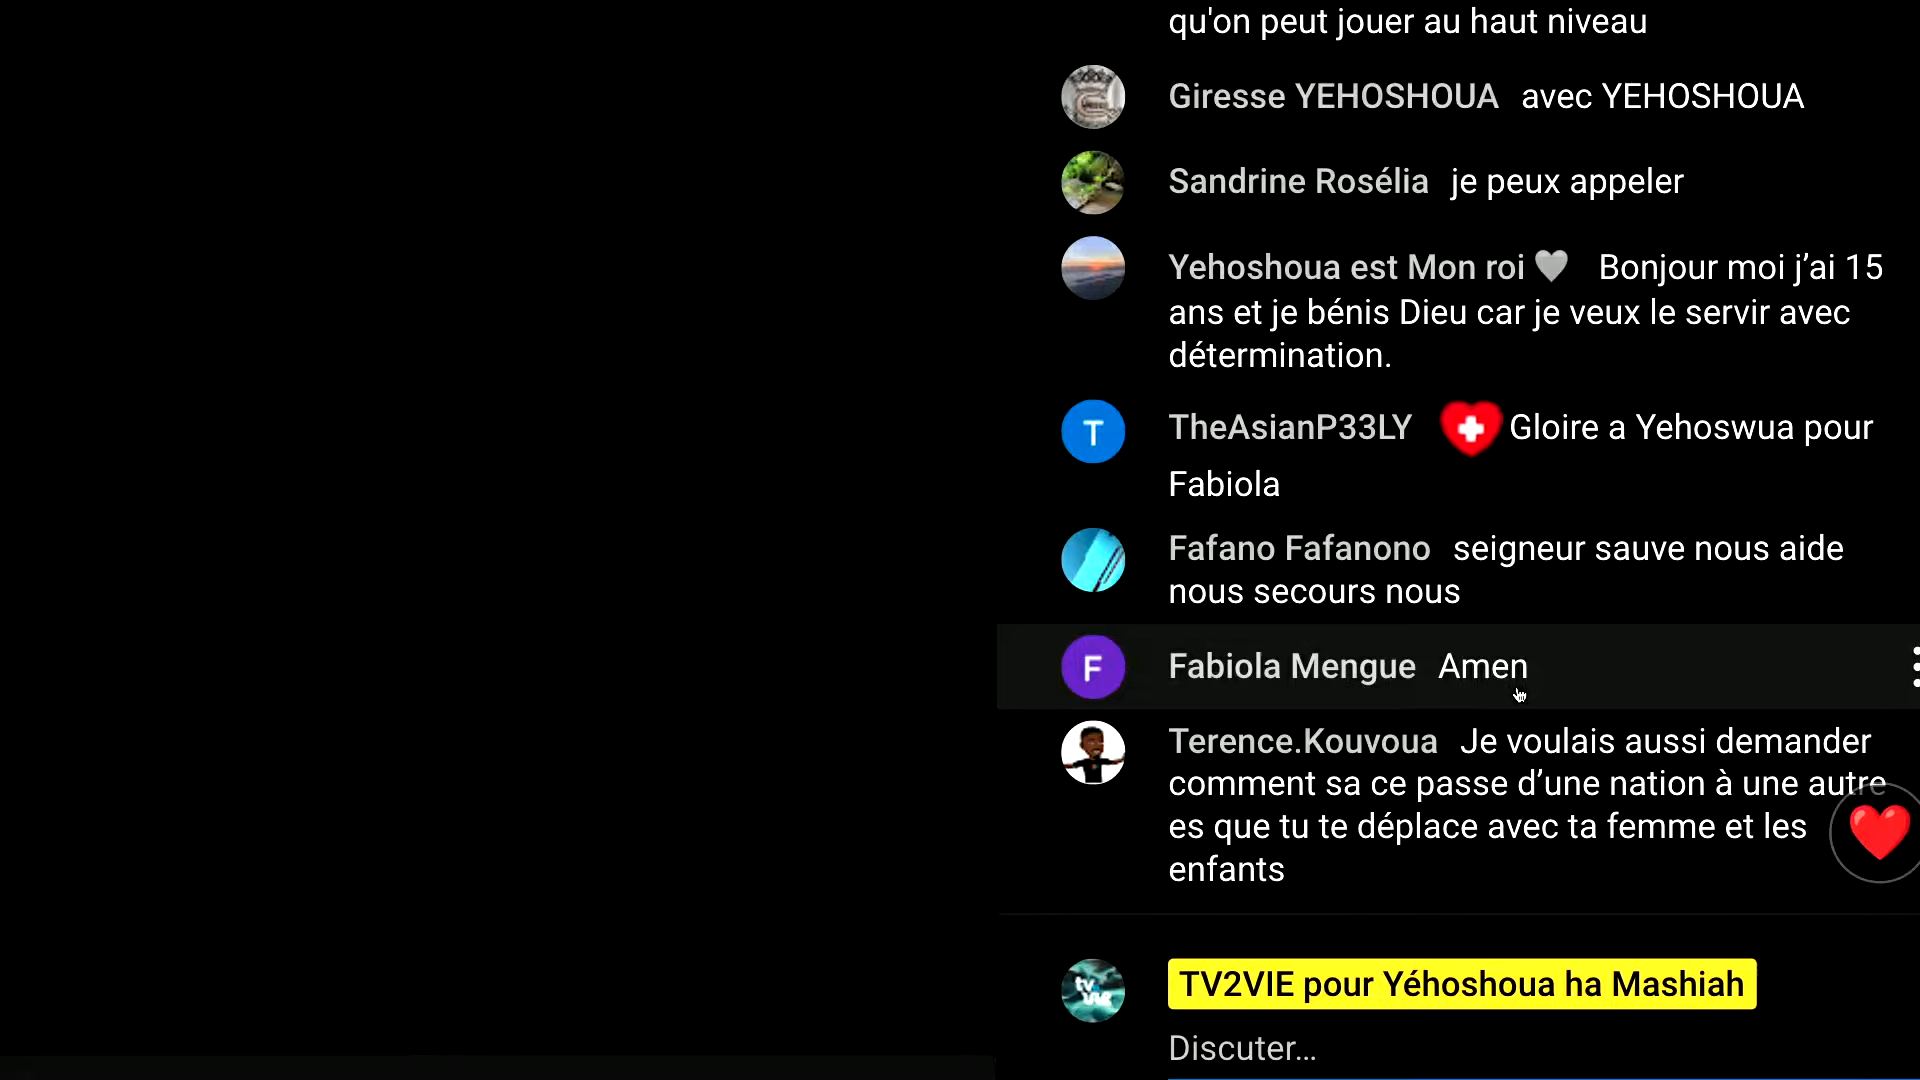 qu'on peut jouer au haut niveau
Giresse YEHOSHOUA avec YEHOSHOUA
Sandrine Rosélia je peux appeler
Yehoshoua est Mon roi 🤍 Bonjour moi j’ai 15
ans et je bénis Dieu car je veux le servir avec
détermination.
T TheAsianP33LY Gloire a Yehoswua pour
Fabiola
Fafano Fafanono seigneur sauve nous aide
nous secours nous
F Fabiola Mengue Amen
Terence.Kouvoua Je voulais aussi demander
comment sa ce passe d’une nation à une autre
es que tu te déplace avec ta femme et les
enfants
tv2vie TV2VIE pour Yéhoshoua ha Mashiah
Discuter...